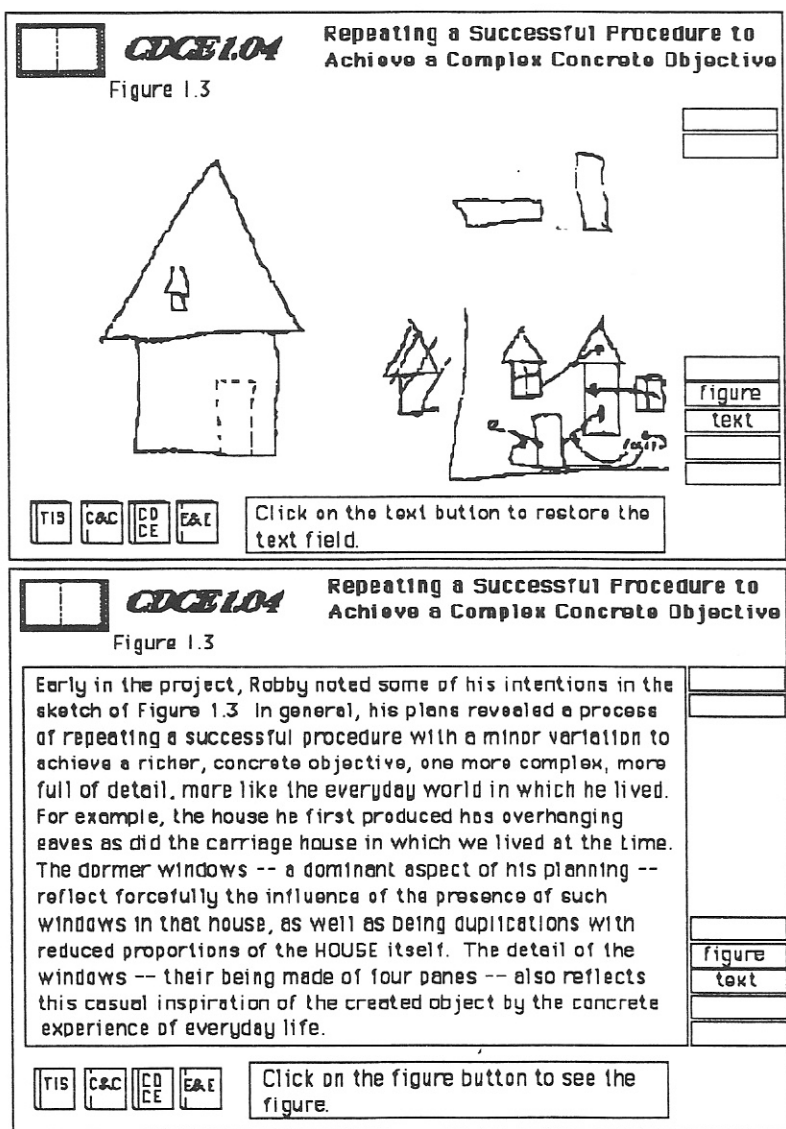 CDCE 1.04
Repeating a Successful Procedure to
Achieve a Complex Concrete Objective
Figure 1.3
figure
text
TIS
C&C
CD
CE
E&E
Click on the text button to restore the
text field.
CDCE 1.04
Repeating a Successful Procedure to
Achieve a Complex Concrete Objective
Figure 1.3
Early in the project, Robby noted some of his intentions in the
sketch of Figure 1.3 In general, his plans revealed a process
of repeating a successful procedure with a minor variation to
achieve a richer, concrete objective, one more complex, more
full of detail, more like the everyday world in which he lived.
For example, the house he first produced has overhanging
eaves as did the carriage house in which we lived at the time.
The dormer windows -- a dominant aspect of his planning --
reflect forcefully the influence of the presence of such
windows in that house, as well as being duplications with
reduced proportions of the HOUSE itself. The detail of the
windows -- their being made of four panes -- also reflects
this casual inspiration of the created object by the concrete
experience of everyday life.
figure
text
TIS
C&C
CD
CE
E&E
Click on the figure button to see the
figure.